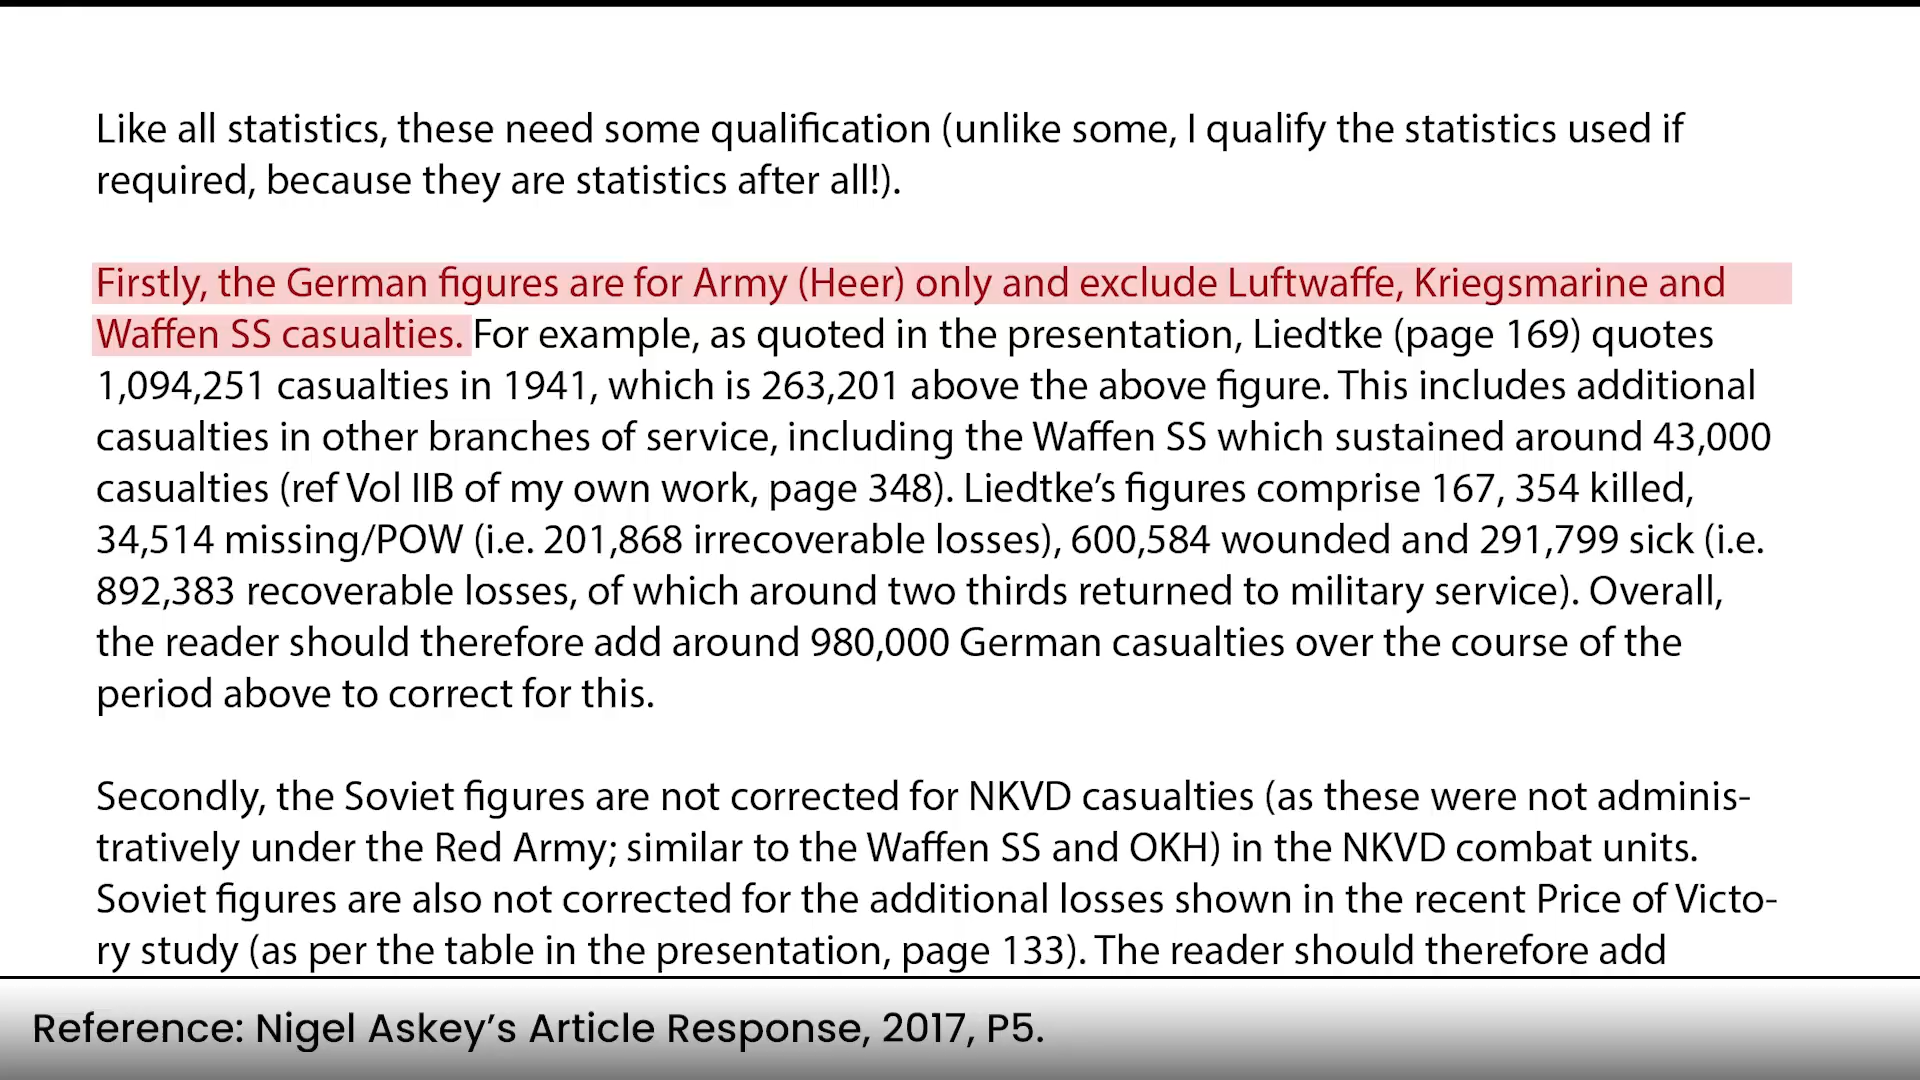 Like all statistics, these need some qualification (unlike some, I qualify the statistics used if
required, because they are statistics after all!).
Firstly, the German figures are for Army (Heer) only and exclude Luftwaffe, Kriegsmarine and
Waffen SS casualties. For example, as quoted in the presentation, Liedtke (page 169) quotes
1,094,251 casualties in 1941, which is 263,201 above the above figure. This includes additional
casualties in other branches of service, including the Waffen SS which sustained around 43,000
casualties (ref Vol IIB of my own work, page 348). Liedtke’s figures comprise 167, 354 killed,
34,514 missing/POW (i.e. 201,868 irrecoverable losses), 600,584 wounded and 291,799 sick (i.e.
892,383 recoverable losses, of which around two thirds returned to military service). Overall,
the reader should therefore add around 980,000 German casualties over the course of the
period above to correct for this.
Secondly, the Soviet figures are not corrected for NKVD casualties (as these were not adminis-
tratively under the Red Army; similar to the Waffen SS and OKH) in the NKVD combat units.
Soviet figures are also not corrected for the additional losses shown in the recent Price of Victo-
ry study (as per the table in the presentation, page 133). The reader should therefore add
Reference: Nigel Askey’s Article Response, 2017, P5.